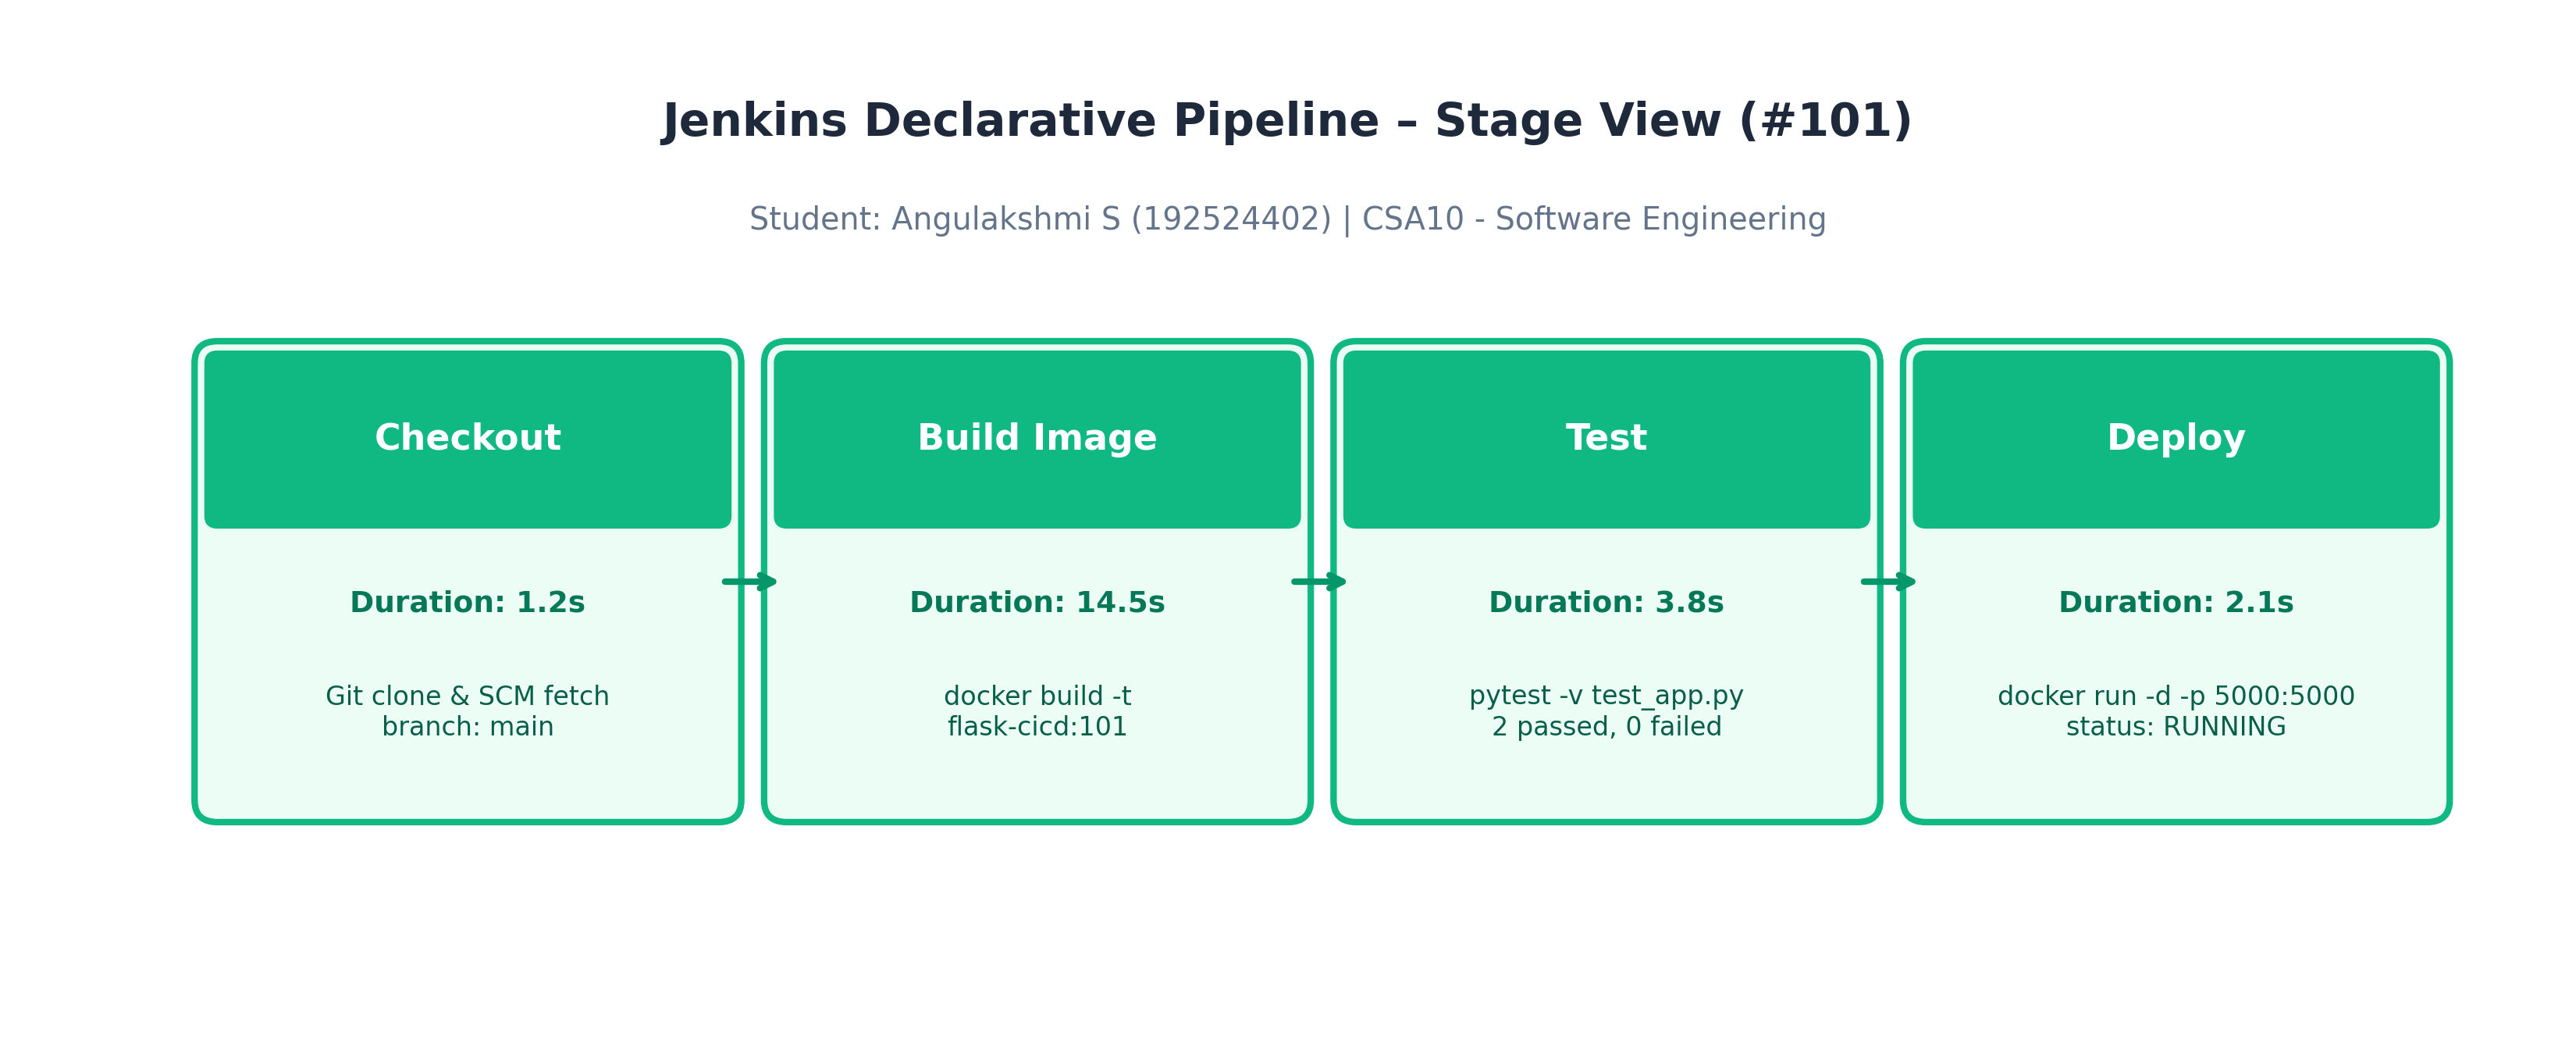 Jenkins Declarative Pipeline – Stage View (#101)
Student: Angulakshmi S (192524402) | CSA10 - Software Engineering
Checkout
Duration: 1.2s
Git clone & SCM fetch
branch: main
Build Image
Duration: 14.5s
docker build -t
flask-cicd:101
Test
Duration: 3.8s
pytest -v test_app.py
2 passed, 0 failed
Deploy
Duration: 2.1s
docker run -d -p 5000:5000
status: RUNNING